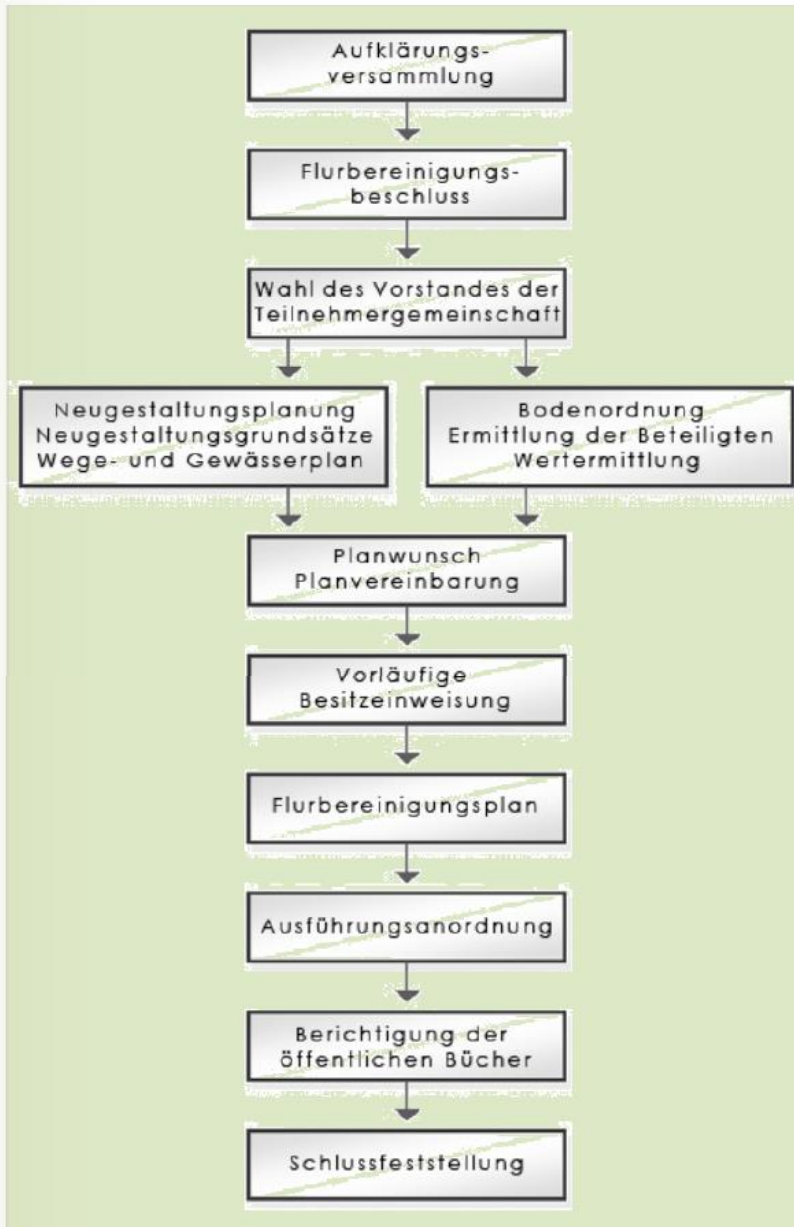 Aufklärungs-
versammlung
Flurbereinigungs-
beschluss
Wahl des Vorstandes der
Teilnehmergemeinschaft
Neugestaltungsplanung
Neugestaltungsgrundsätze
Wege- und Gewässerplan
Bodenordnung
Ermittlung der Beteiligten
Wertermittlung
Planwunsch
Planvereinbarung
Vorläufige
Besitzeinweisung
Flurbereinigungsplan
Ausführungsanordnung
Berichtigung der
öffentlichen Bücher
Schlussfeststellung